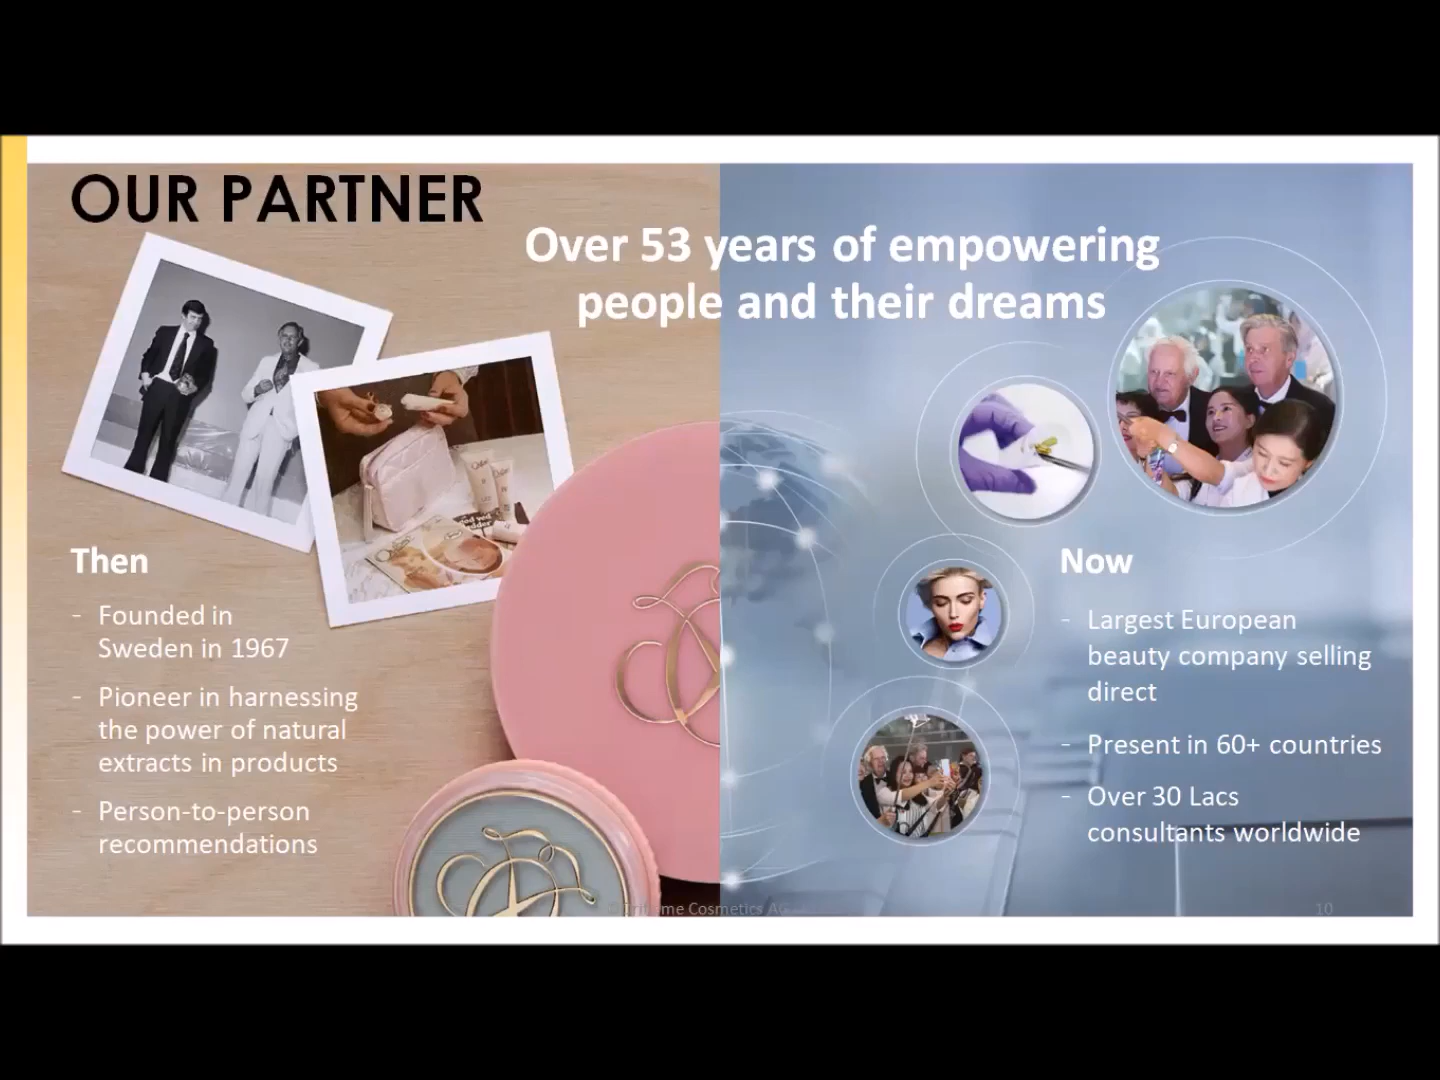 OUR PARTNER
Over 53 years of empowering
people and their dreams
Then
- Founded in
Sweden in 1967
- Pioneer in harnessing
the power of natural
extracts in products
- Person-to-person
recommendations
Now
- Largest European
beauty company selling
direct
- Present in 60+ countries
- Over 30 Lacs
consultants worldwide
Cosmetics AG
10